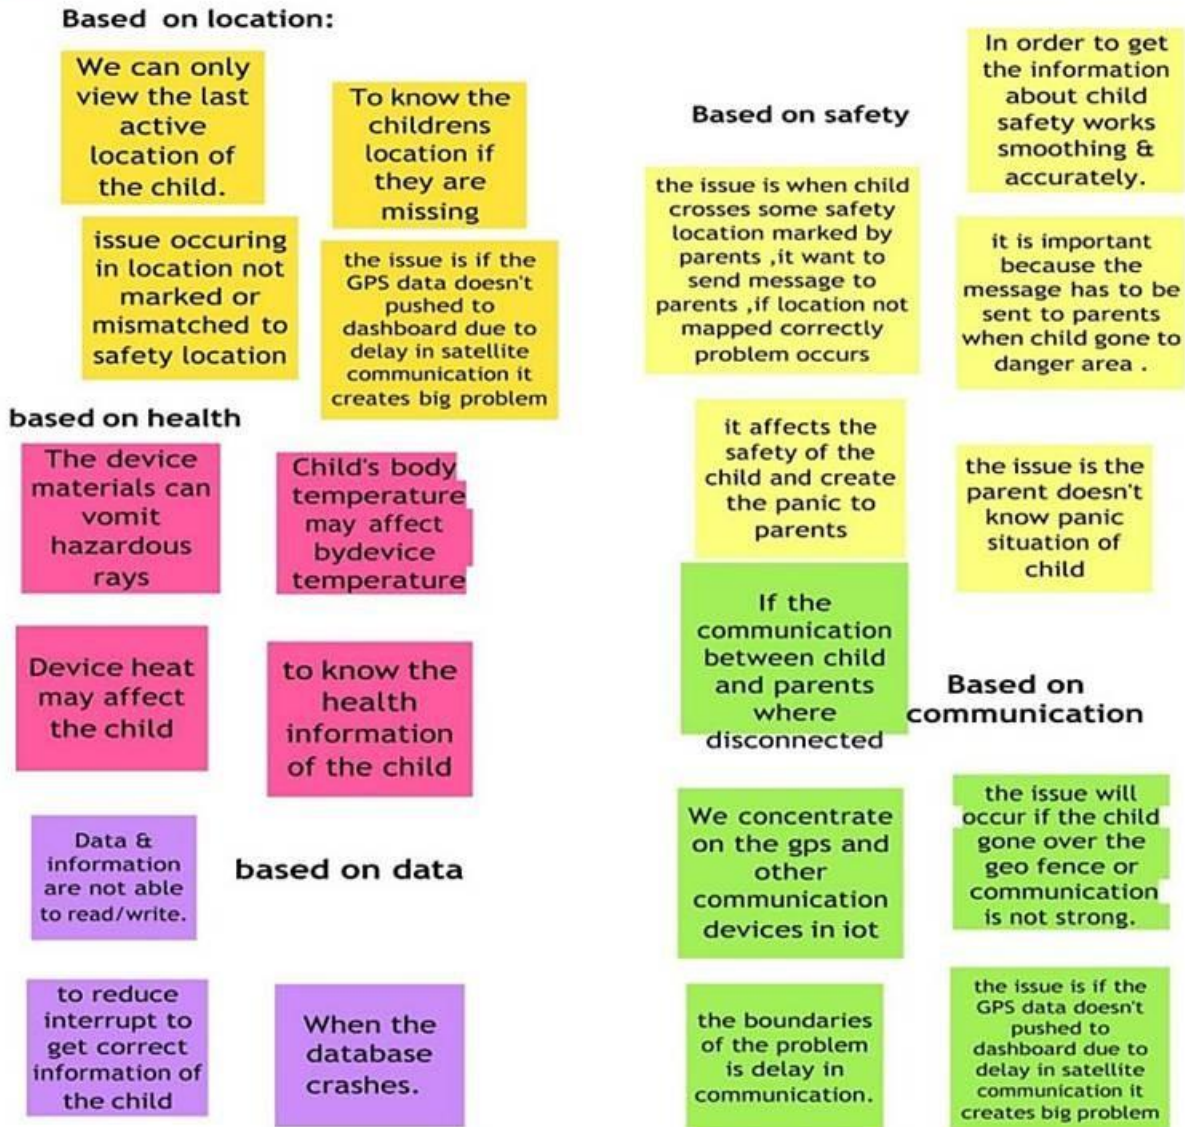 Based on location:
We can only
view the last
active
location of
the child.
To know the
childrens
location if
they are
missing
issue occuring
in location not
marked or
mismatched to
safety location
the issue is if the
GPS data doesn't
pushed to
dashboard due to
delay in satellite
communication it
creates big problem
based on health
The device
materials can
vomit
hazardous
rays
Child's body
temperature
may affect
bydevice
temperature
Device heat
may affect
the child
to know the
health
information
of the child
Data &
information
are not able
to read/write.
based on data
to reduce
interrupt to
get correct
information of
the child
When the
database
crashes.
Based on safety
In order to get
the information
about child
safety works
smoothing &
accurately.
the issue is when child
crosses some safety
location marked by
parents ,it want to
send message to
parents ,if location not
mapped correctly
problem occurs
it is important
because the
message has to be
sent to parents
when child gone to
danger area .
it affects the
safety of the
child and create
the panic to
parents
the issue is the
parent doesn't
know panic
situation of
child
If the
communication
between child
and parents
where
disconnected
Based on
communication
We concentrate
on the gps and
other
communication
devices in iot
the issue will
occur if the child
gone over the
geo fence or
communication
is not strong.
the boundaries
of the problem
is delay in
communication.
the issue is if the
GPS data doesn't
pushed to
dashboard due to
delay in satellite
communication it
creates big problem